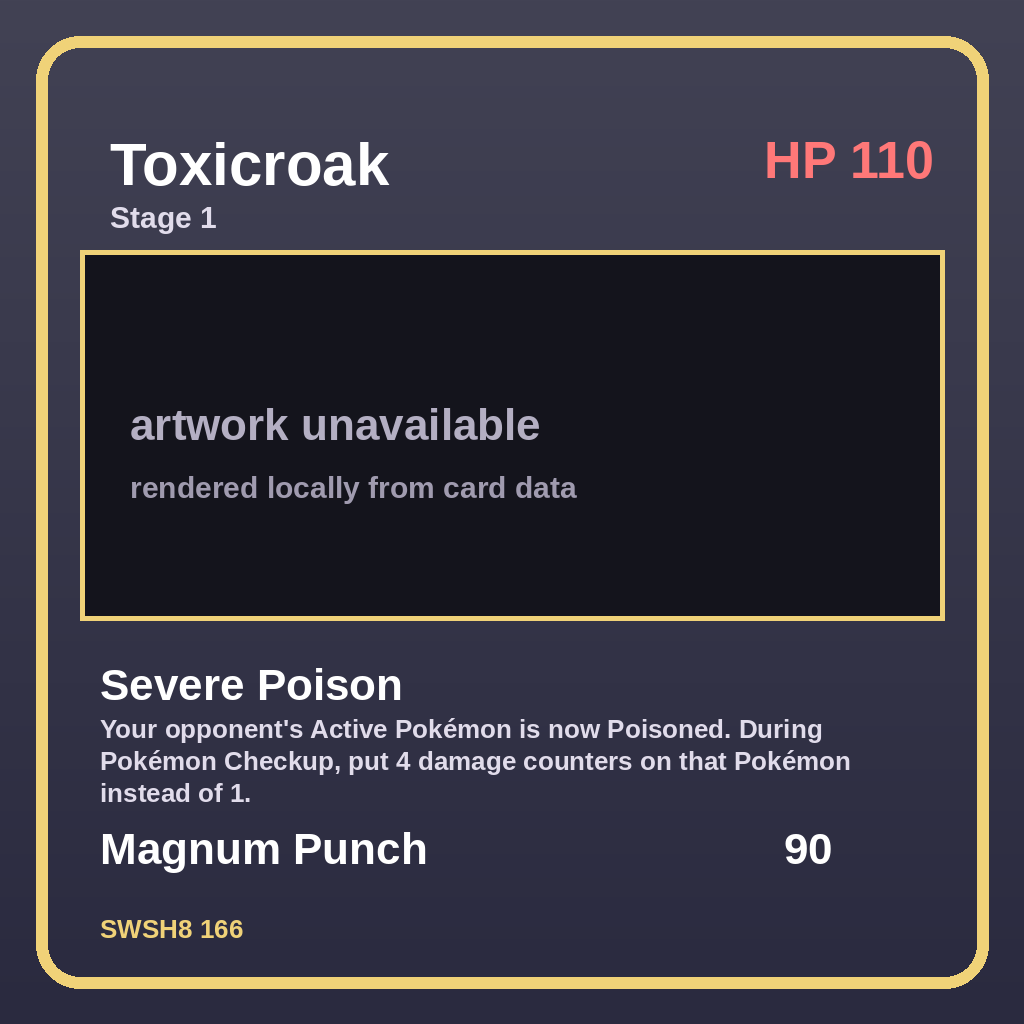 Toxicroak
HP 110
Stage 1
artwork unavailable
rendered locally from card data
Severe Poison
Your opponent's Active Pokémon is now Poisoned. During
Pokémon Checkup, put 4 damage counters on that Pokémon
instead of 1.
Magnum Punch
90
SWSH8 166